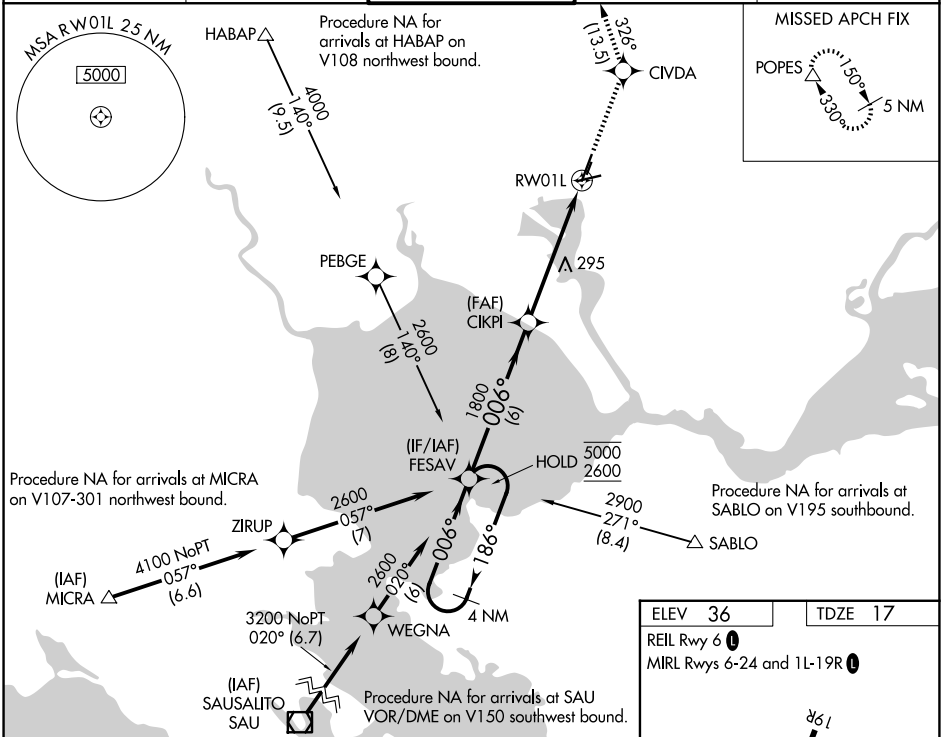 MSA RW01L 25 NM
5000
HABAP
Procedure NA for
arrivals at HABAP on
V108 northwest bound.
4000
140°
(9.5)
326°
(13.5)
CIVDA
MISSED APCH FIX
POPES
150°
330°
5 NM
RW01L
295
PEBGE
2600
140°
(8)
(FAF)
CIKPI
1800
006°
(6)
(IF/IAF)
FESAV
HOLD
5000
2600
Procedure NA for arrivals at MICRA
on V107-301 northwest bound.
Procedure NA for arrivals at
SABLO on V195 southbound.
2900
271°
(8.4)
SABLO
ZIRUP
2600
057°
(7)
4100 NoPT
057°
(6.6)
(IAF)
MICRA
006°
186°
4 NM
2600
020°
(6)
WEGNA
3200 NoPT
020° (6.7)
(IAF)
SAUSALITO
SAU
Procedure NA for arrivals at SAU
VOR/DME on V150 southwest bound.
ELEV 36
TDZE 17
REIL Rwy 6 L
MIRL Rwys 6-24 and 1L-19R L
19R